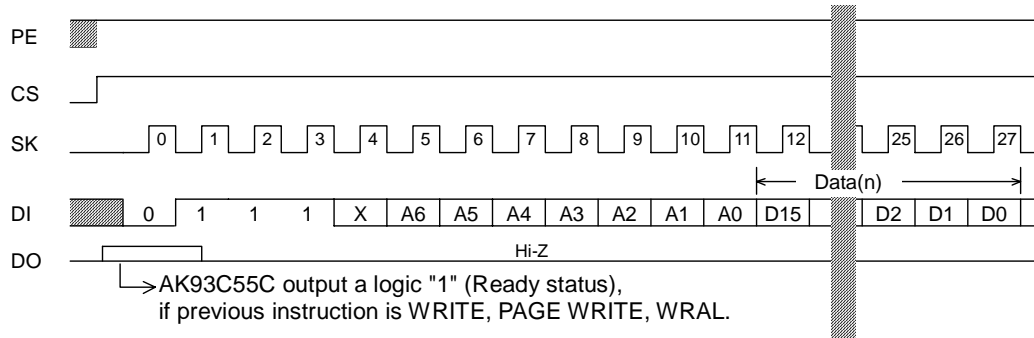 PE
CS
SK 0 1 2 3 4 5 6 7 8 9 10 11 12 25 26 27
Data(n)
DI 0 1 1 1 X A6 A5 A4 A3 A2 A1 A0 D15 D2 D1 D0
DO Hi-Z
AK93C55C output a logic "1" (Ready status),
if previous instruction is WRITE, PAGE WRITE, WRAL.